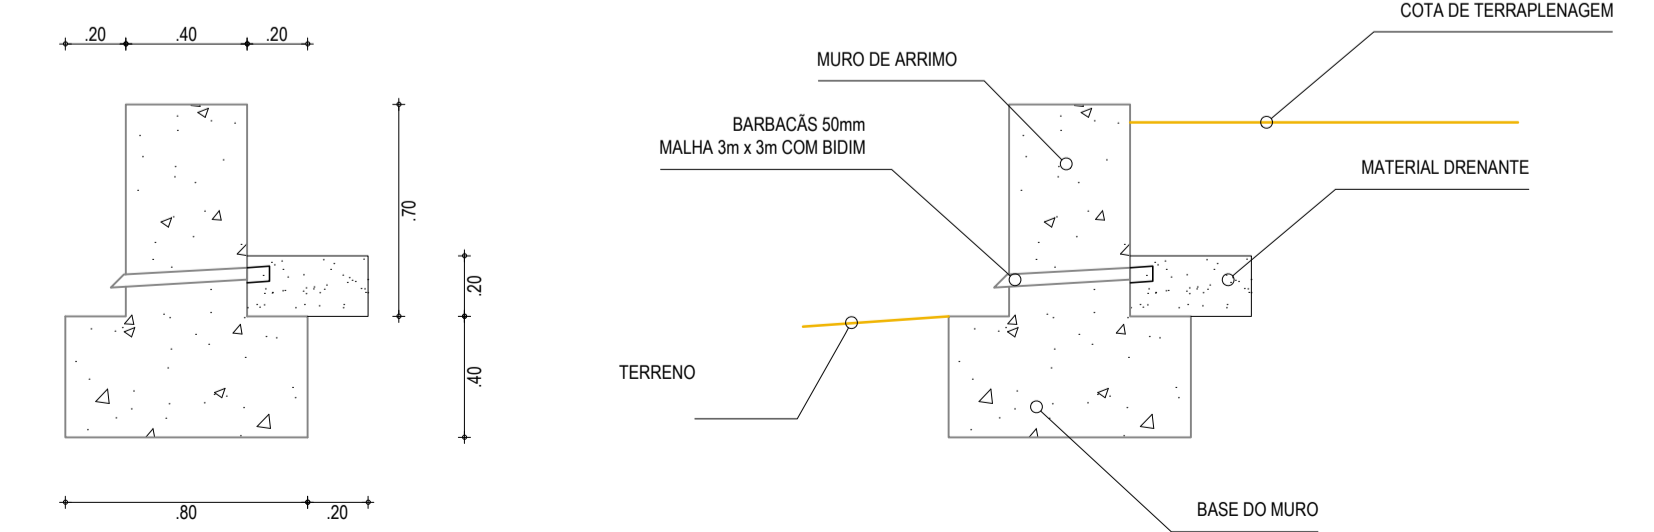 .20 .40 .20
.70
.20
.40
.80 .20
COTA DE TERRAPLENAGEM
MURO DE ARRIMO
BARBACÃS 50mm
MALHA 3m x 3m COM BIDIM
MATERIAL DRENANTE
TERRENO
BASE DO MURO